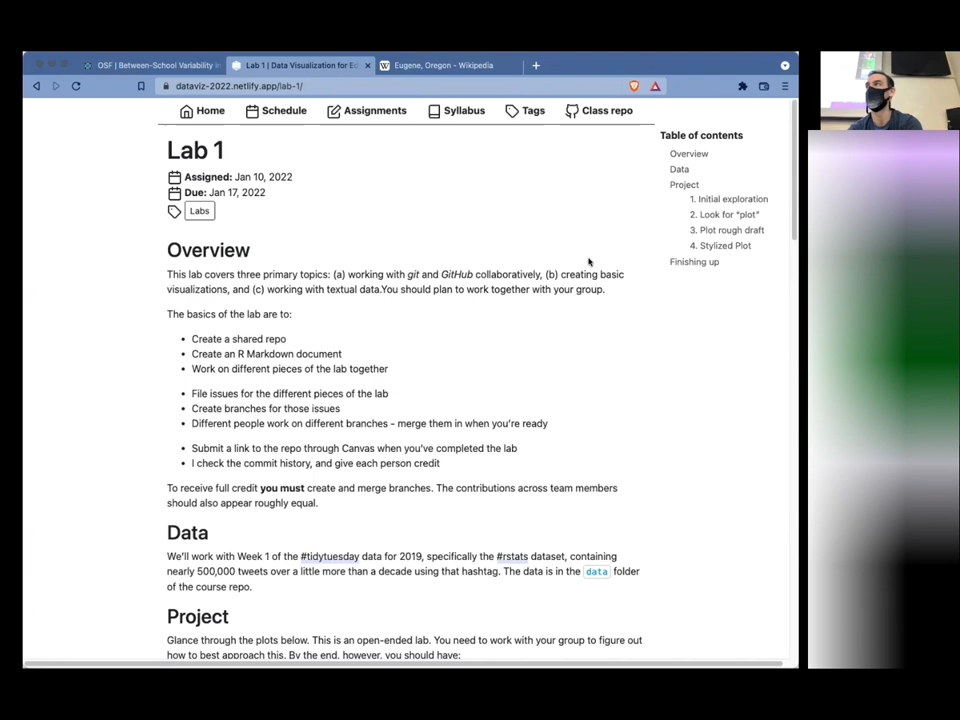 OSF | Between-School Variability in
Lab 1 | Data Visualization for Ed
Eugene, Oregon - Wikipedia
dataviz-2022.netlify.app/lab-1/
Home
Schedule
Assignments
Syllabus
Tags
Class repo
Lab 1
Assigned: Jan 10, 2022
Due: Jan 17, 2022
Labs
Overview
This lab covers three primary topics: (a) working with git and GitHub collaboratively, (b) creating basic
visualizations, and (c) working with textual data.You should plan to work together with your group.
The basics of the lab are to:
Create a shared repo
Create an R Markdown document
Work on different pieces of the lab together
File issues for the different pieces of the lab
Create branches for those issues
Different people work on different branches - merge them in when you're ready
Submit a link to the repo through Canvas when you've completed the lab
I check the commit history, and give each person credit
To receive full credit you must create and merge branches. The contributions across team members
should also appear roughly equal.
Data
We'll work with Week 1 of the #tidytuesday data for 2019, specifically the #rstats dataset, containing
nearly 500,000 tweets over a little more than a decade using that hashtag. The data is in the data folder
of the course repo.
Project
Glance through the plots below. This is an open-ended lab. You need to work with your group to figure out
how to best approach this. By the end, however, you should have:
Table of contents
Overview
Data
Project
1. Initial exploration
2. Look for "plot"
3. Plot rough draft
4. Stylized Plot
Finishing up